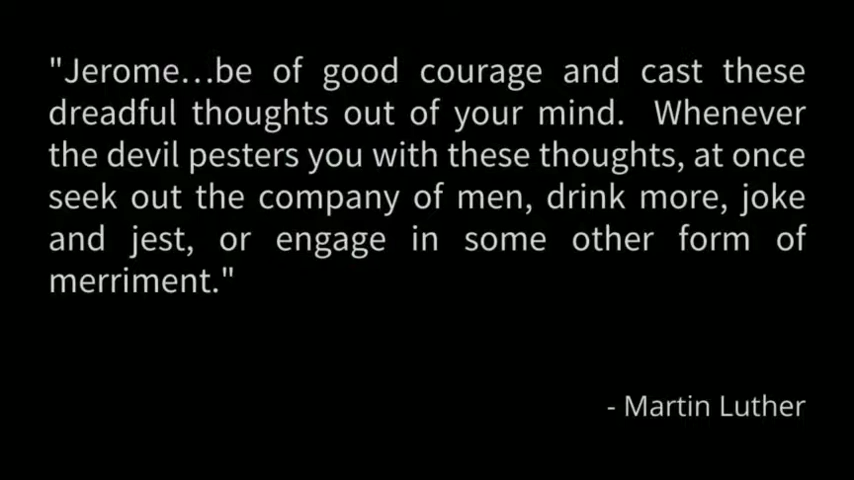 "Jerome…be of good courage and cast these
dreadful thoughts out of your mind.  Whenever
the devil pesters you with these thoughts, at once
seek out the company of men, drink more, joke
and jest, or engage in some other form of
merriment."
- Martin Luther